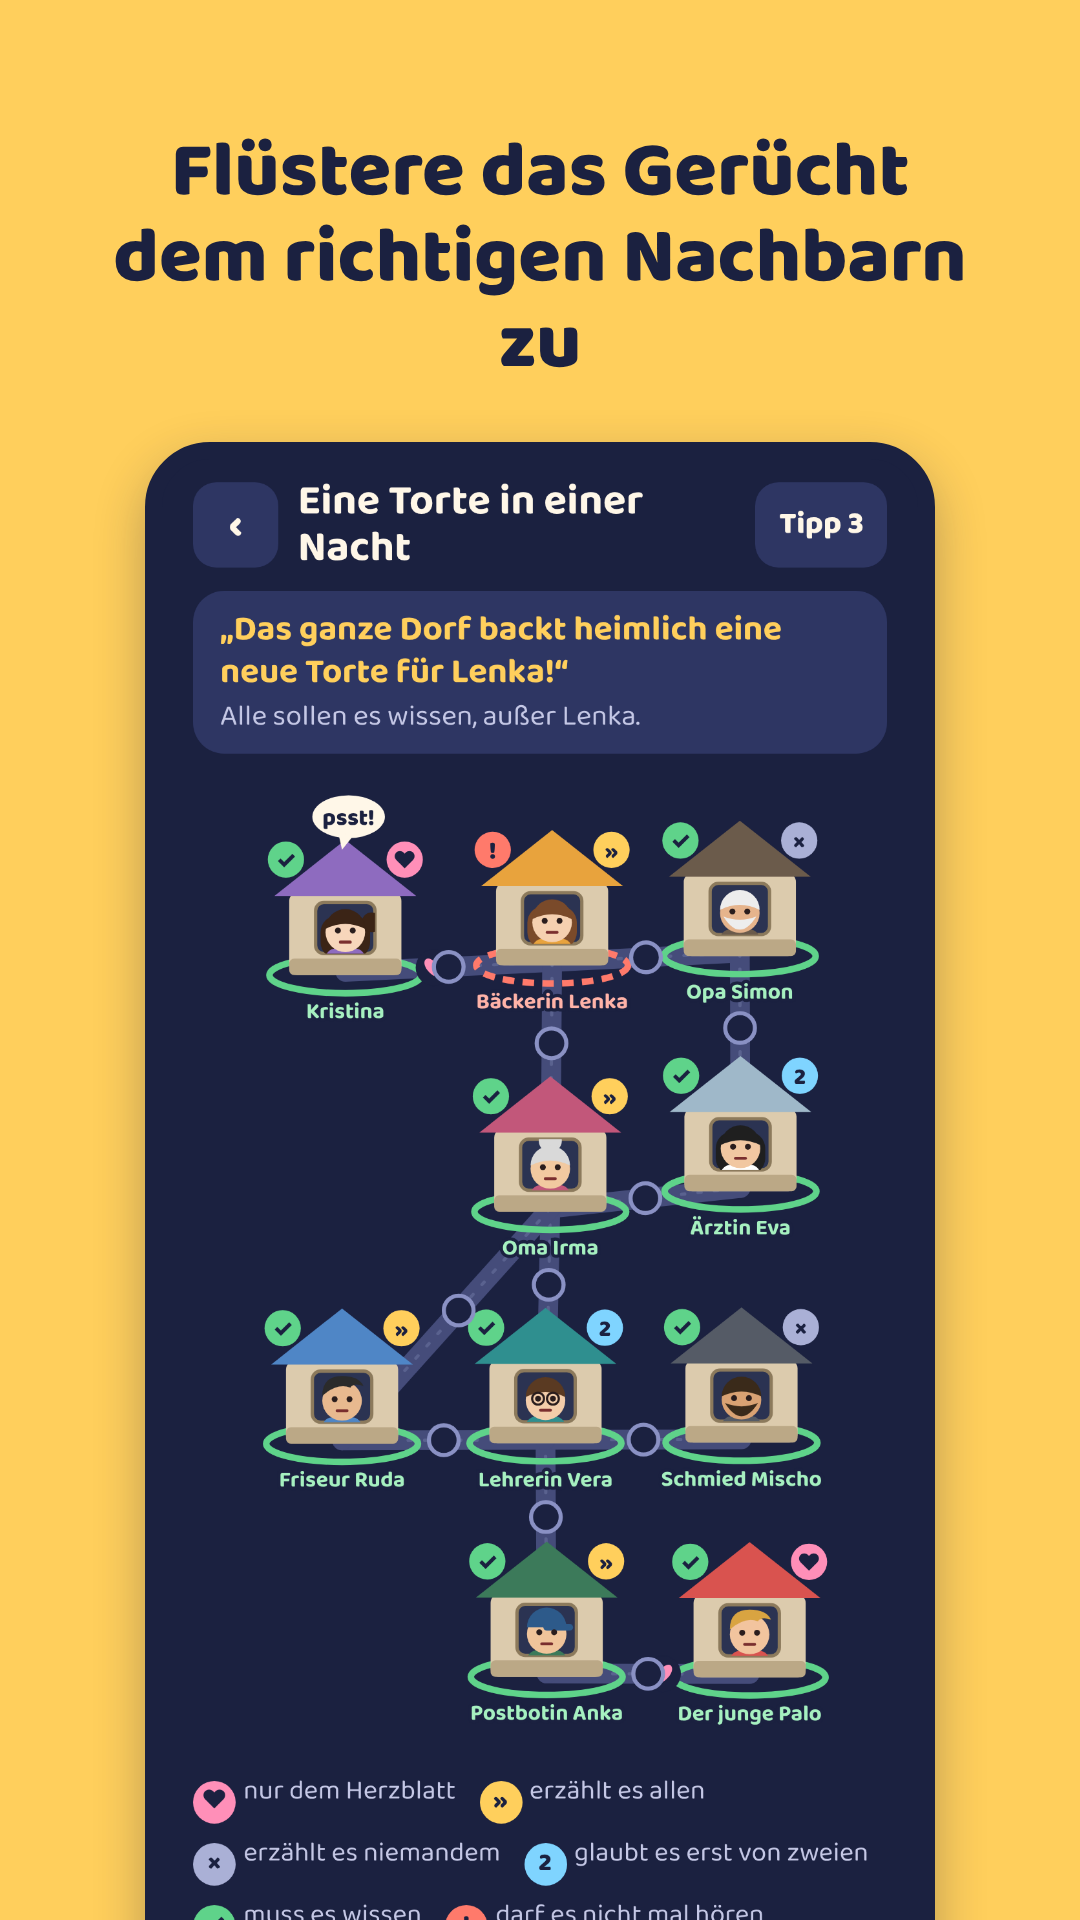 Flüstere das Gerücht
dem richtigen Nachbarn
zu
‹
Eine Torte in einer
Nacht
Tipp 3
„Das ganze Dorf backt heimlich eine
neue Torte für Lenka!“
Alle sollen es wissen, außer Lenka.
psst!
! »
Kristina
Bäckerin Lenka
Opa Simon
»
2
Oma Irma
Ärztin Eva
»
2
Friseur Ruda
Lehrerin Vera
Schmied Mischo
»
Postbotin Anka
Der junge Palo
nur dem Herzblatt
» erzählt es allen
× erzählt es niemandem
2 glaubt es erst von zweien
muss es wissen
! darf es nicht mal hören